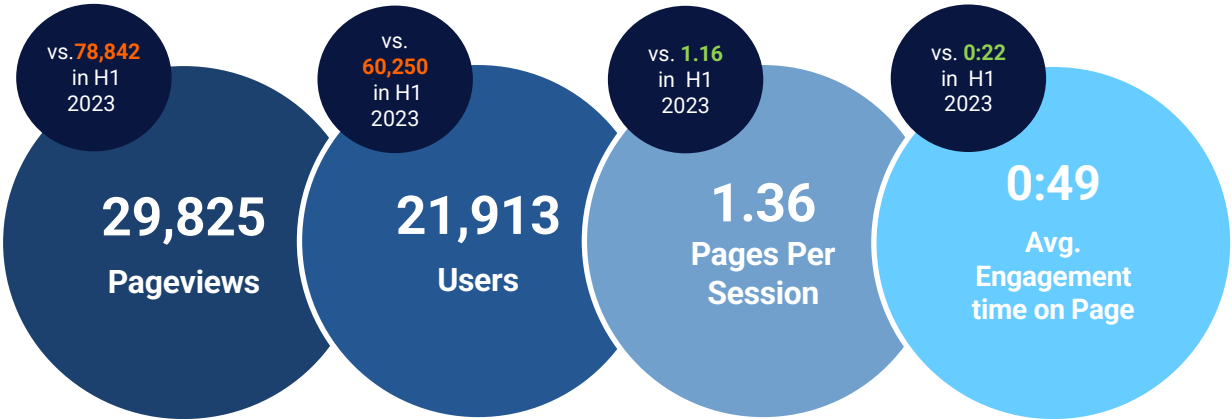 vs.78,842
in H1
2023
29,825
Pageviews
vs.
60,250
in H1
2023
21,913
Users
vs. 1.16
in H1
2023
1.36
Pages Per
Session
vs. 0:22
in H1
2023
0:49
Avg.
Engagement
time on Page